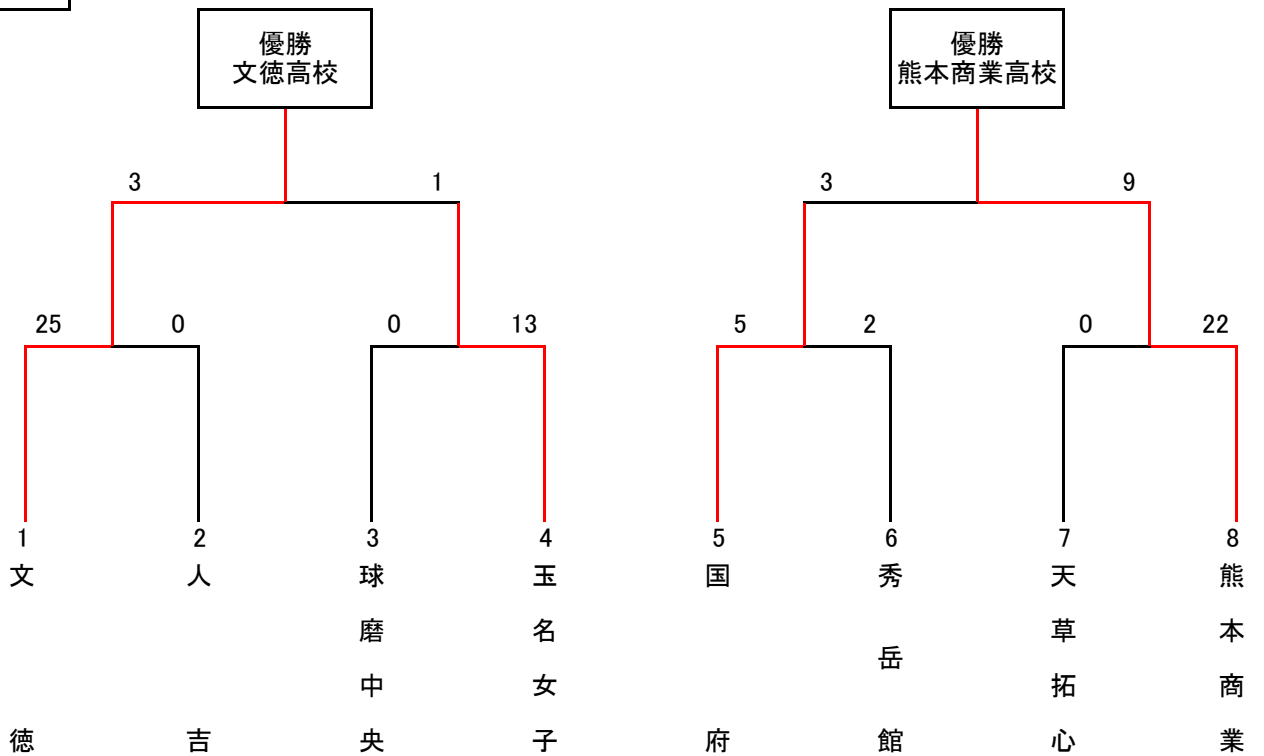 優勝
文徳高校
優勝
熊本商業高校
3 1 3 9
25 0 0 13 5 2 0 22
1 2 3 4 5 6 7 8
文徳
人吉
球磨中央
玉名女子
国府
秀岳館
天草拓心
熊本商業